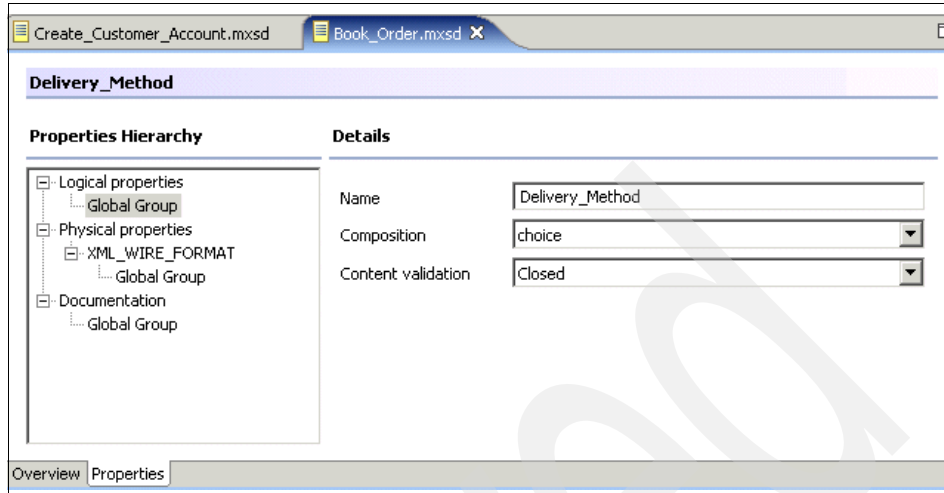 Create_Customer_Account.mxsd Book_Order.mxsd
Delivery_Method
Properties Hierarchy Details
Logical properties
Global Group
Physical properties
XML_WIRE_FORMAT
Global Group
Documentation
Global Group
Name Delivery_Method
Composition choice
Content validation Closed
Overview Properties